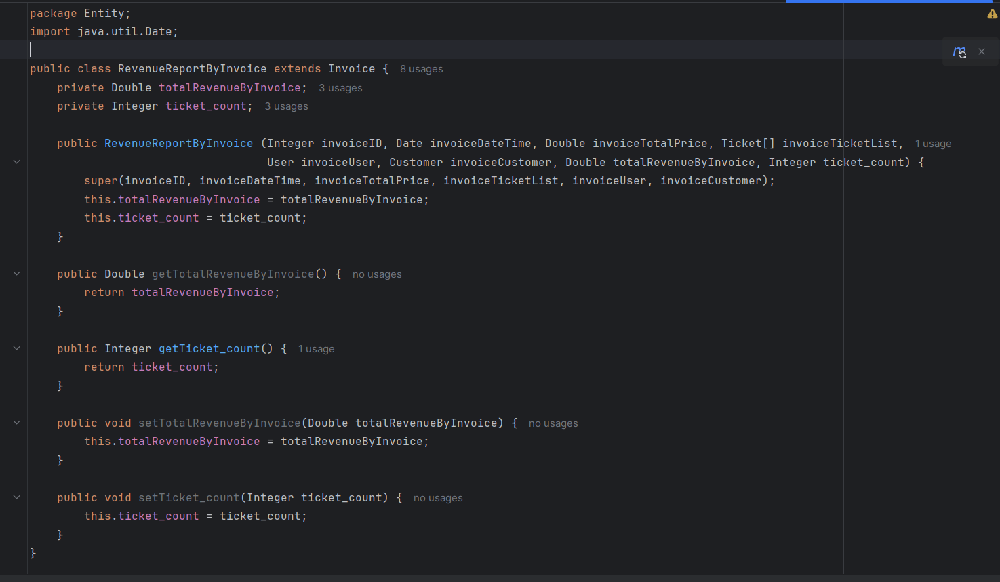 package Entity;
import java.util.Date;
public class RevenueReportByInvoice extends Invoice { 8 usages
private Double totalRevenueByInvoice; 3 usages
private Integer ticket_count; 3 usages
public RevenueReportByInvoice (Integer invoiceID, Date invoiceDateTime, Double invoiceTotalPrice, Ticket[] invoiceTicketList, 1 usage
User invoiceUser, Customer invoiceCustomer, Double totalRevenueByInvoice, Integer ticket_count) {
super(invoiceID, invoiceDateTime, invoiceTotalPrice, invoiceTicketList, invoiceUser, invoiceCustomer);
this.totalRevenueByInvoice = totalRevenueByInvoice;
this.ticket_count = ticket_count;
}
public Double getTotalRevenueByInvoice() { no usages
return totalRevenueByInvoice;
}
public Integer getTicket_count() { 1 usage
return ticket_count;
}
public void setTotalRevenueByInvoice(Double totalRevenueByInvoice) { no usages
this.totalRevenueByInvoice = totalRevenueByInvoice;
}
public void setTicket_count(Integer ticket_count) { no usages
this.ticket_count = ticket_count;
}
}